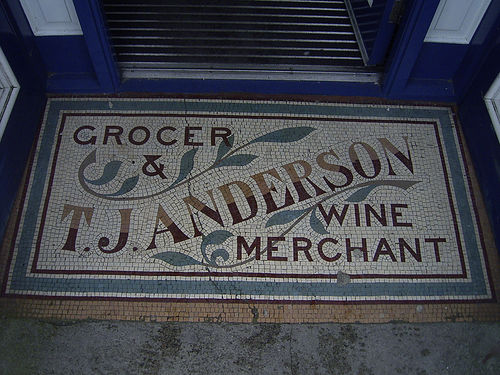 GROCER
&
T.J. ANDERSON
WINE
MERCHANT